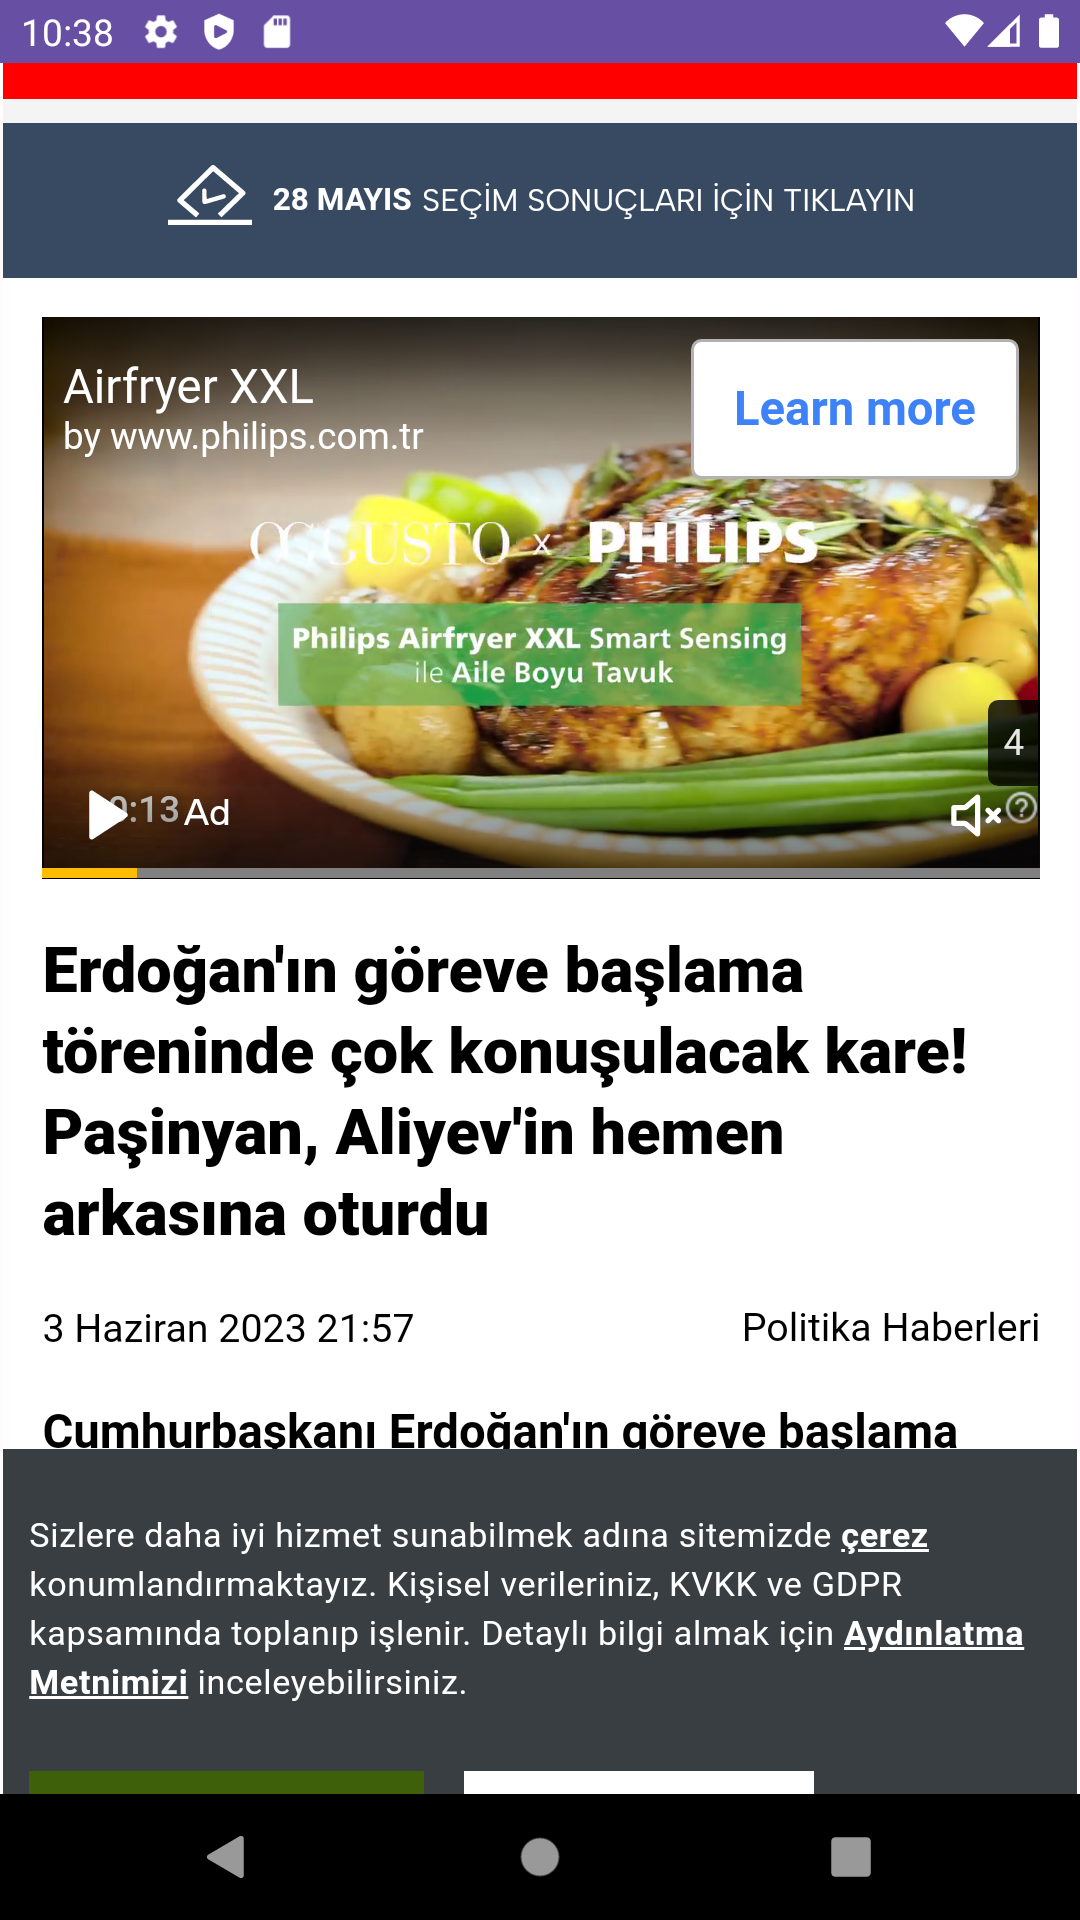 10:38
28 MAYIS SEÇİM SONUÇLARI İÇİN TIKLAYIN
Airfryer XXL
by www.philips.com.tr
Learn more
OGGUSTO x PHILIPS
Philips Airfryer XXL Smart Sensing
ile Aile Boyu Tavuk
4
0:13 Ad
Erdoğan'ın göreve başlama
töreninde çok konuşulacak kare!
Paşinyan, Aliyev'in hemen
arkasına oturdu
3 Haziran 2023 21:57
Politika Haberleri
Cumhurbaşkanı Erdoğan'ın göreve başlama
Sizlere daha iyi hizmet sunabilmek adına sitemizde çerez
konumlandırmaktayız. Kişisel verileriniz, KVKK ve GDPR
kapsamında toplanıp işlenir. Detaylı bilgi almak için Aydınlatma
Metnimizi inceleyebilirsiniz.